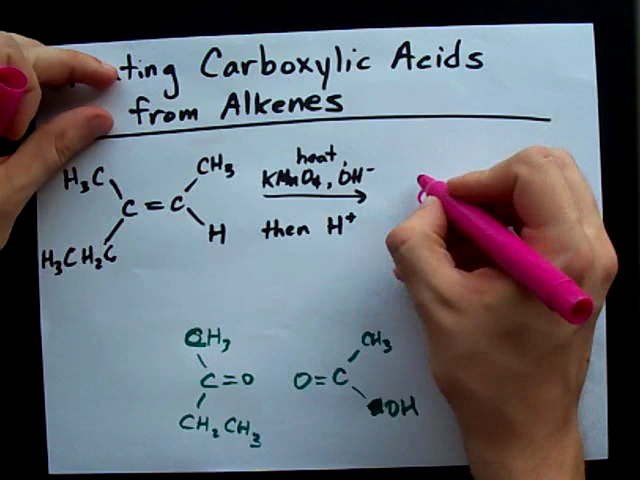 ting Carboxylic Acids
from Alkenes
H₃C
CH₃
heat
KMnO₄, OH⁻
C = C
H
then H⁺
H₃CH₂C
CH₃
CH₃
C=O
O=C
OH
CH₂CH₃